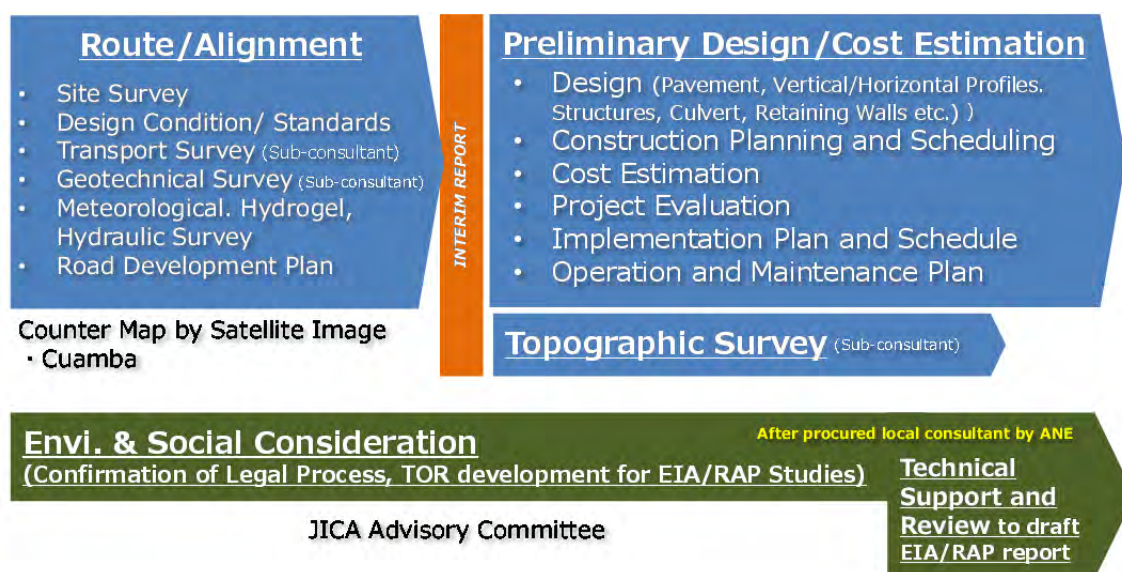 Route/Alignment
• Site Survey
• Design Condition/ Standards
• Transport Survey (Sub-consultant)
• Geotechnical Survey (Sub-consultant)
• Meteorological. Hydrogel,
Hydraulic Survey
• Road Development Plan
Counter Map by Satellite Image
・Cuamba
INTERIM REPORT
Preliminary Design/Cost Estimation
• Design (Pavement, Vertical/Horizontal Profiles.
Structures, Culvert, Retaining Walls etc.) )
• Construction Planning and Scheduling
• Cost Estimation
• Project Evaluation
• Implementation Plan and Schedule
• Operation and Maintenance Plan
Topographic Survey (Sub-consultant)
Envi. & Social Consideration
(Confirmation of Legal Process, TOR development for EIA/RAP Studies)
After procured local consultant by ANE
Technical
Support and
Review to draft
EIA/RAP report
JICA Advisory Committee